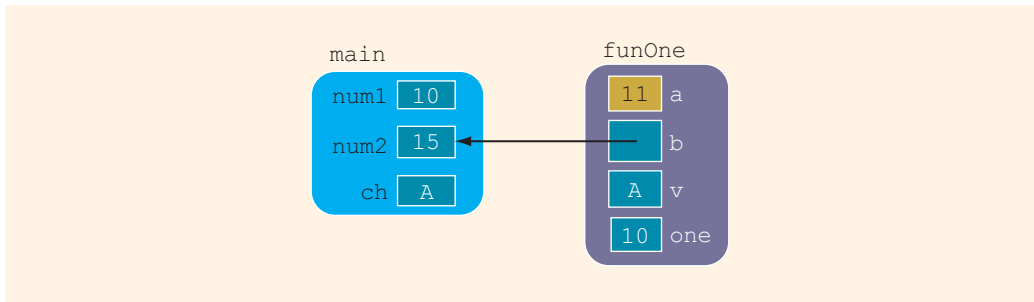 main
num1 10
num2 15
ch A
funOne
11 a
b
A v
10 one